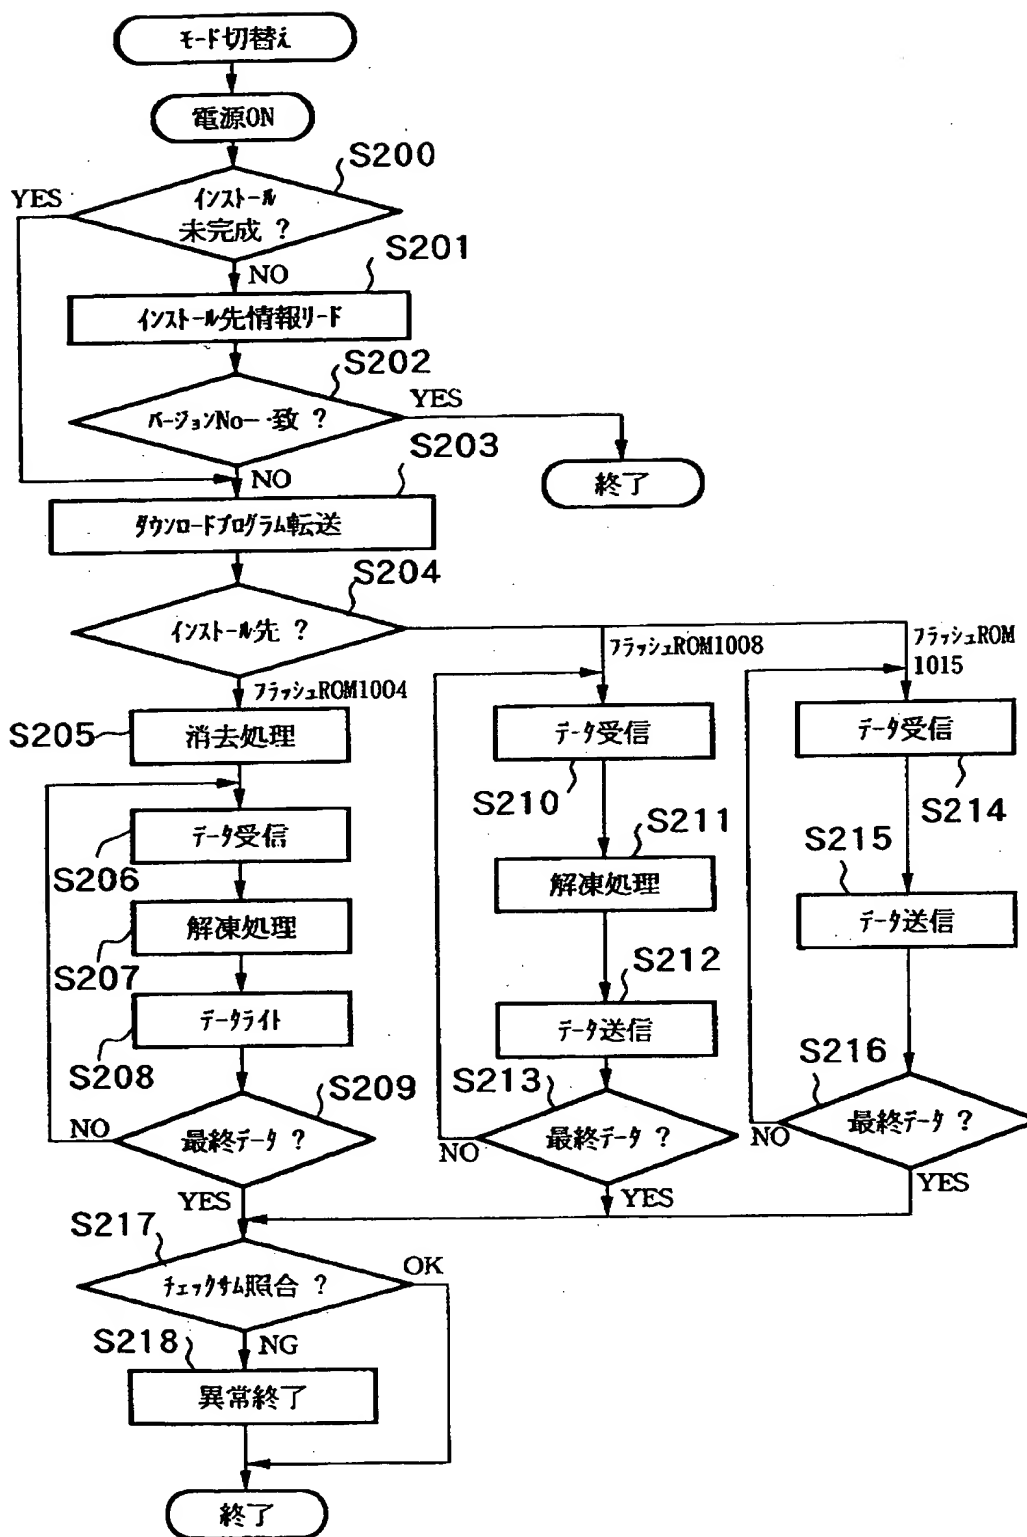 モード切替え
電源ON
S200
YES
インストール
未完成 ?
S201
NO
インストール先情報リード
S202
YES
バージョンNo一致 ?
S203
NO
終了
ダウンロードプログラム転送
S204
インストール先 ?
フラッシュROM1004
フラッシュROM1008
フラッシュROM
1015
S205
消去処理
データ受信
S206
解凍処理
S207
データライト
S208
S209
最終データ ?
NO
YES
データ受信
S210
S211
解凍処理
S212
データ送信
S213
最終データ ?
NO
YES
データ受信
S214
S215
データ送信
S216
最終データ ?
NO
YES
S217
チェックサム照合 ?
OK
S218
NG
異常終了
終了